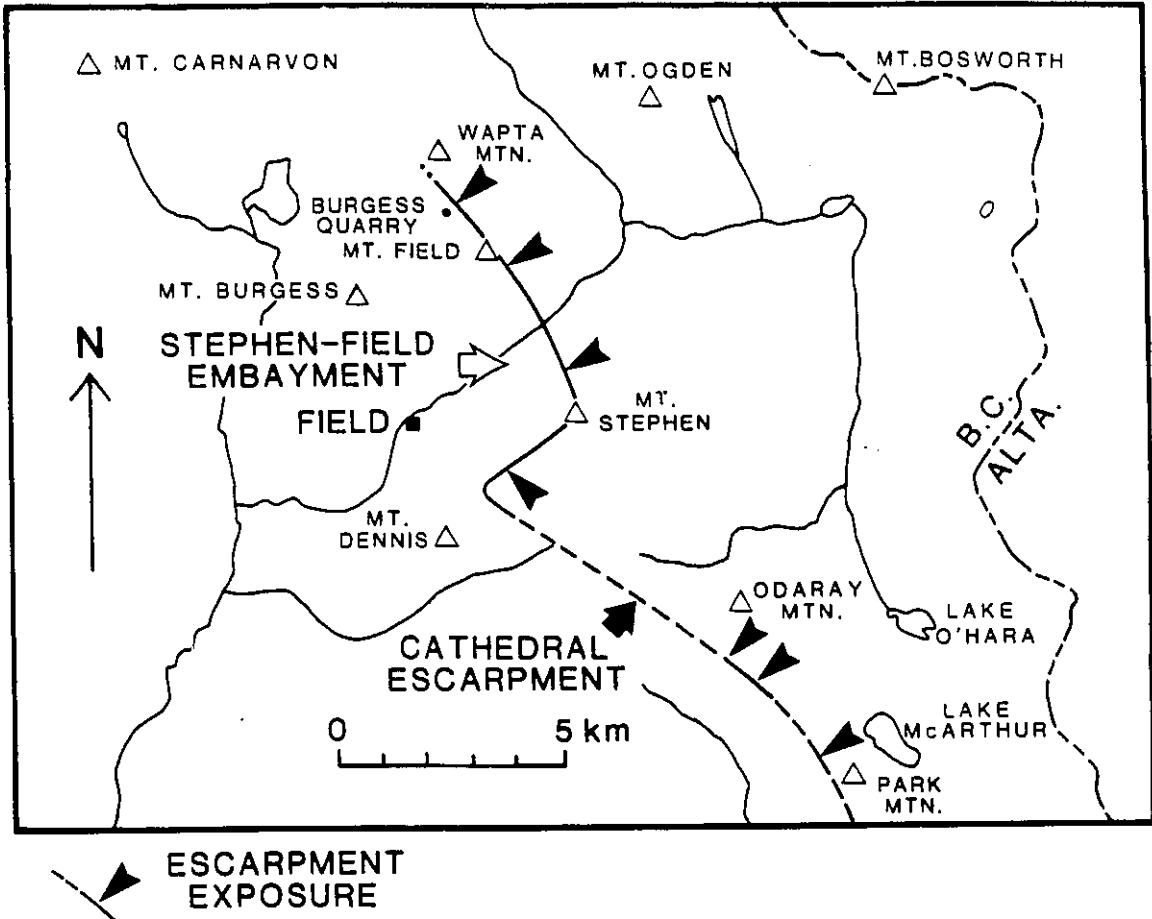 MT. CARNARVON
MT. OGDEN
MT. BOSWORTH
WAPTA
MTN.
BURGESS
QUARRY
MT. FIELD
MT. BURGESS
N
STEPHEN-FIELD
EMBAYMENT
FIELD
MT.
STEPHEN
B.C.
ALTA.
MT.
DENNIS
ODARAY
MTN.
LAKE
O'HARA
CATHEDRAL
ESCARPMENT
0 5 km
LAKE
McARTHUR
PARK
MTN.
ESCARPMENT
EXPOSURE